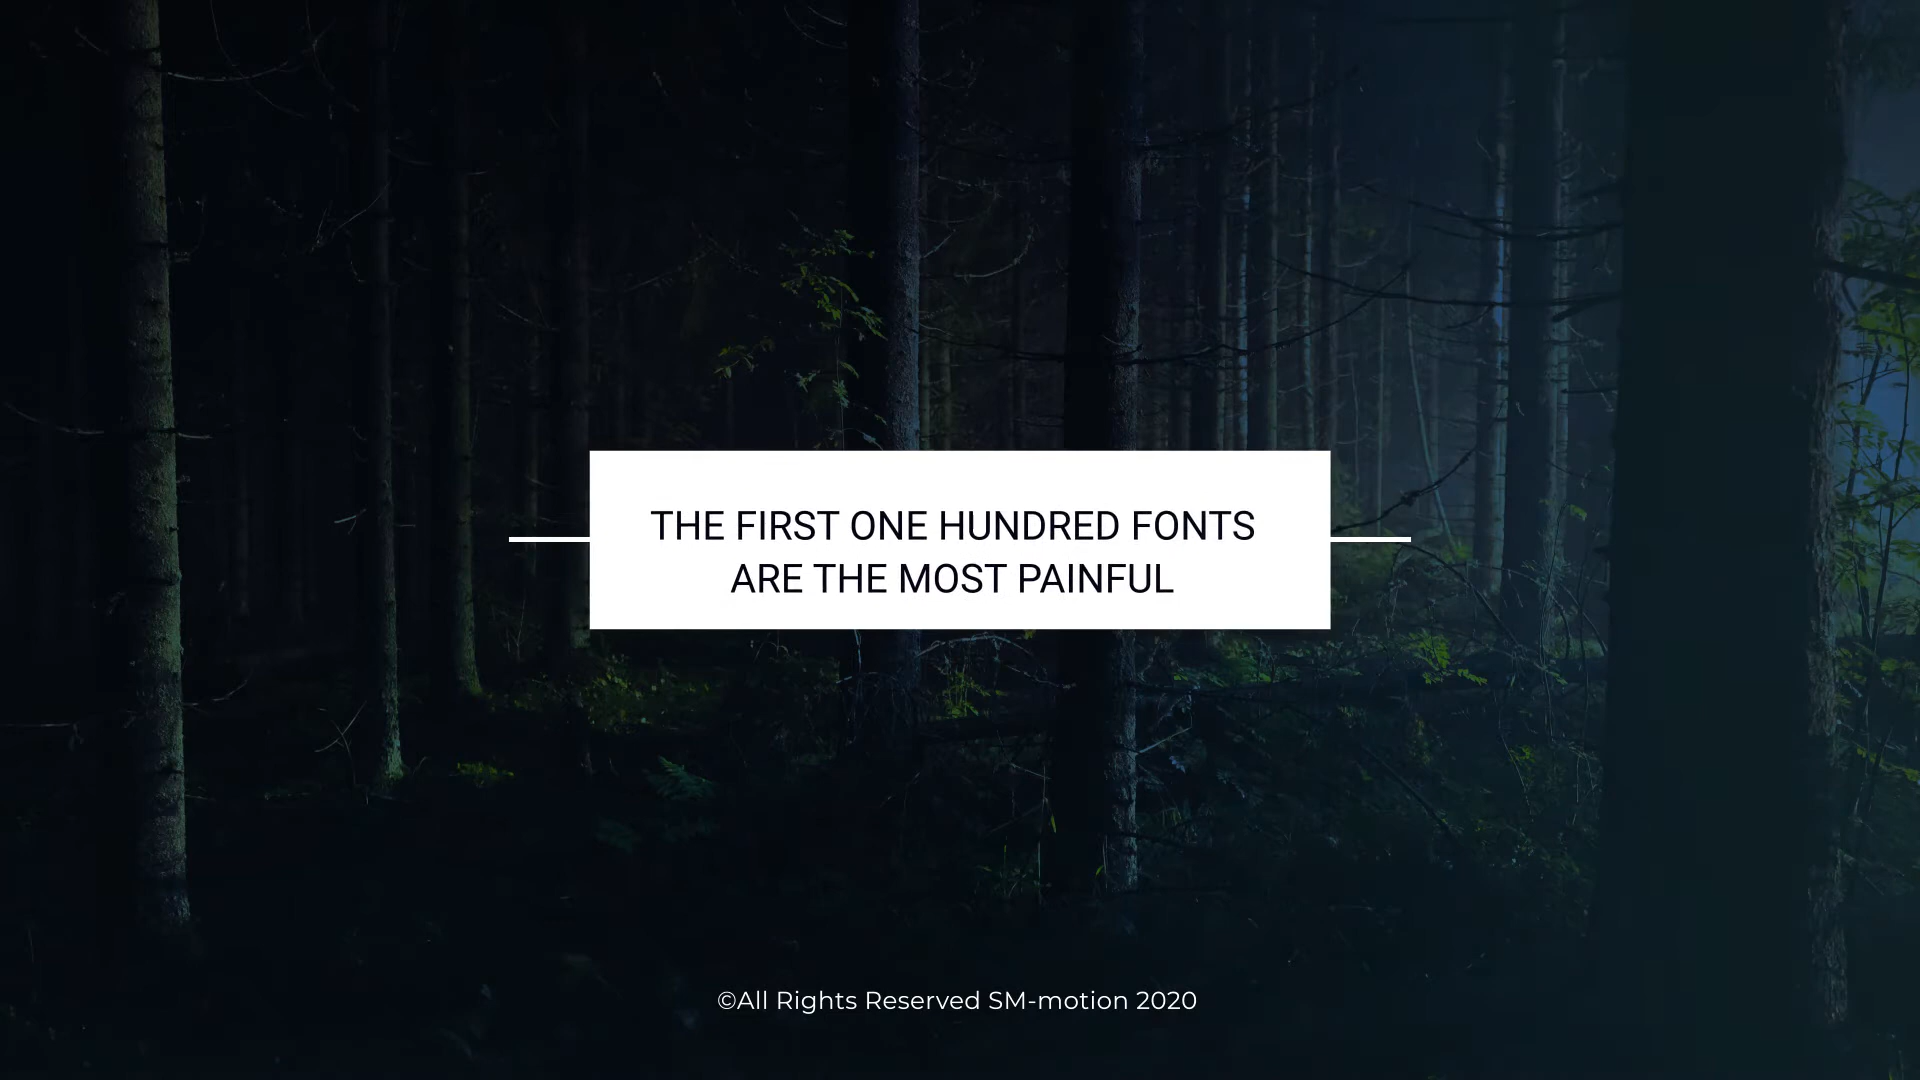 THE FIRST ONE HUNDRED FONTS
ARE THE MOST PAINFUL
©All Rights Reserved SM-motion 2020